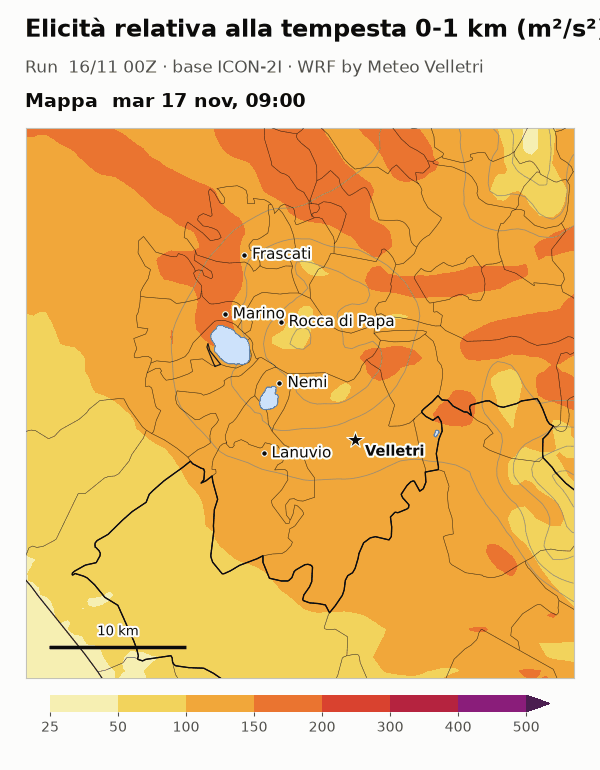 Elicità relativa alla tempesta 0-1 km (m²/s²)
Run 16/11 00Z · base ICON-2I · WRF by Meteo Velletri
Mappa mar 17 nov, 09:00
Frascati
Marino
Rocca di Papa
Nemi
Velletri
Lanuvio
10 km
25 50 100 150 200 300 400 500